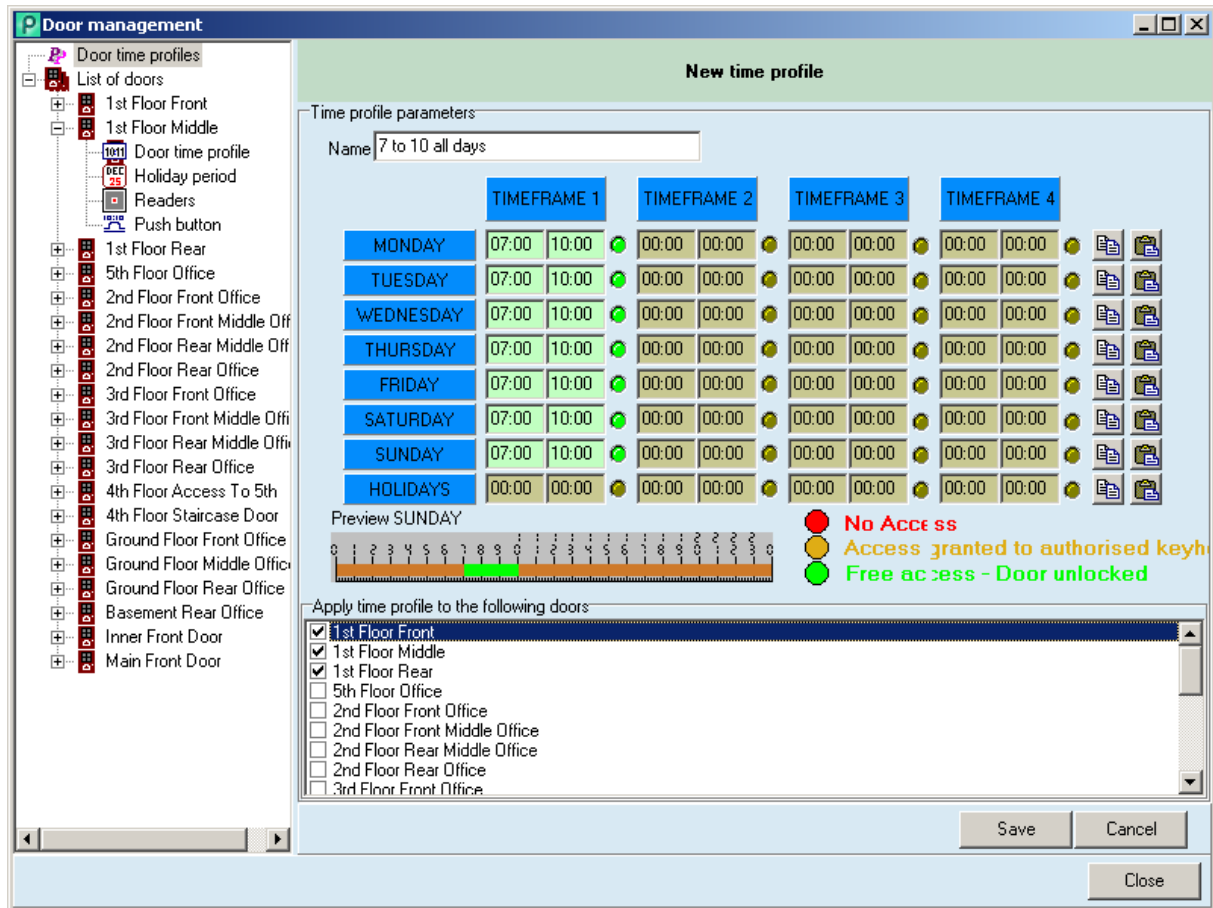 Door management
Door time profiles
List of doors
1st Floor Front
1st Floor Middle
1011 Door time profile
DEC 25 Holiday period
Readers
Push button
1st Floor Rear
5th Floor Office
2nd Floor Front Office
2nd Floor Front Middle Off
2nd Floor Rear Middle Off
2nd Floor Rear Office
3rd Floor Front Office
3rd Floor Front Middle Offi
3rd Floor Rear Middle Offi
3rd Floor Rear Office
4th Floor Access To 5th
4th Floor Staircase Door
Ground Floor Front Office
Ground Floor Middle Offic
Ground Floor Rear Office
Basement Rear Office
Inner Front Door
Main Front Door
New time profile
Time profile parameters
Name 7 to 10 all days
TIMEFRAME 1 TIMEFRAME 2 TIMEFRAME 3 TIMEFRAME 4
MONDAY 07:00 10:00 00:00 00:00 00:00 00:00 00:00 00:00
TUESDAY 07:00 10:00 00:00 00:00 00:00 00:00 00:00 00:00
WEDNESDAY 07:00 10:00 00:00 00:00 00:00 00:00 00:00 00:00
THURSDAY 07:00 10:00 00:00 00:00 00:00 00:00 00:00 00:00
FRIDAY 07:00 10:00 00:00 00:00 00:00 00:00 00:00 00:00
SATURDAY 07:00 10:00 00:00 00:00 00:00 00:00 00:00 00:00
SUNDAY 07:00 10:00 00:00 00:00 00:00 00:00 00:00 00:00
HOLIDAYS 00:00 00:00 00:00 00:00 00:00 00:00 00:00 00:00
Preview SUNDAY
No Access
Access granted to authorised keyh
Free access - Door unlocked
Apply time profile to the following doors
1st Floor Front
1st Floor Middle
1st Floor Rear
5th Floor Office
2nd Floor Front Office
2nd Floor Front Middle Office
2nd Floor Rear Middle Office
2nd Floor Rear Office
3rd Floor Front Office
Save Cancel
Close